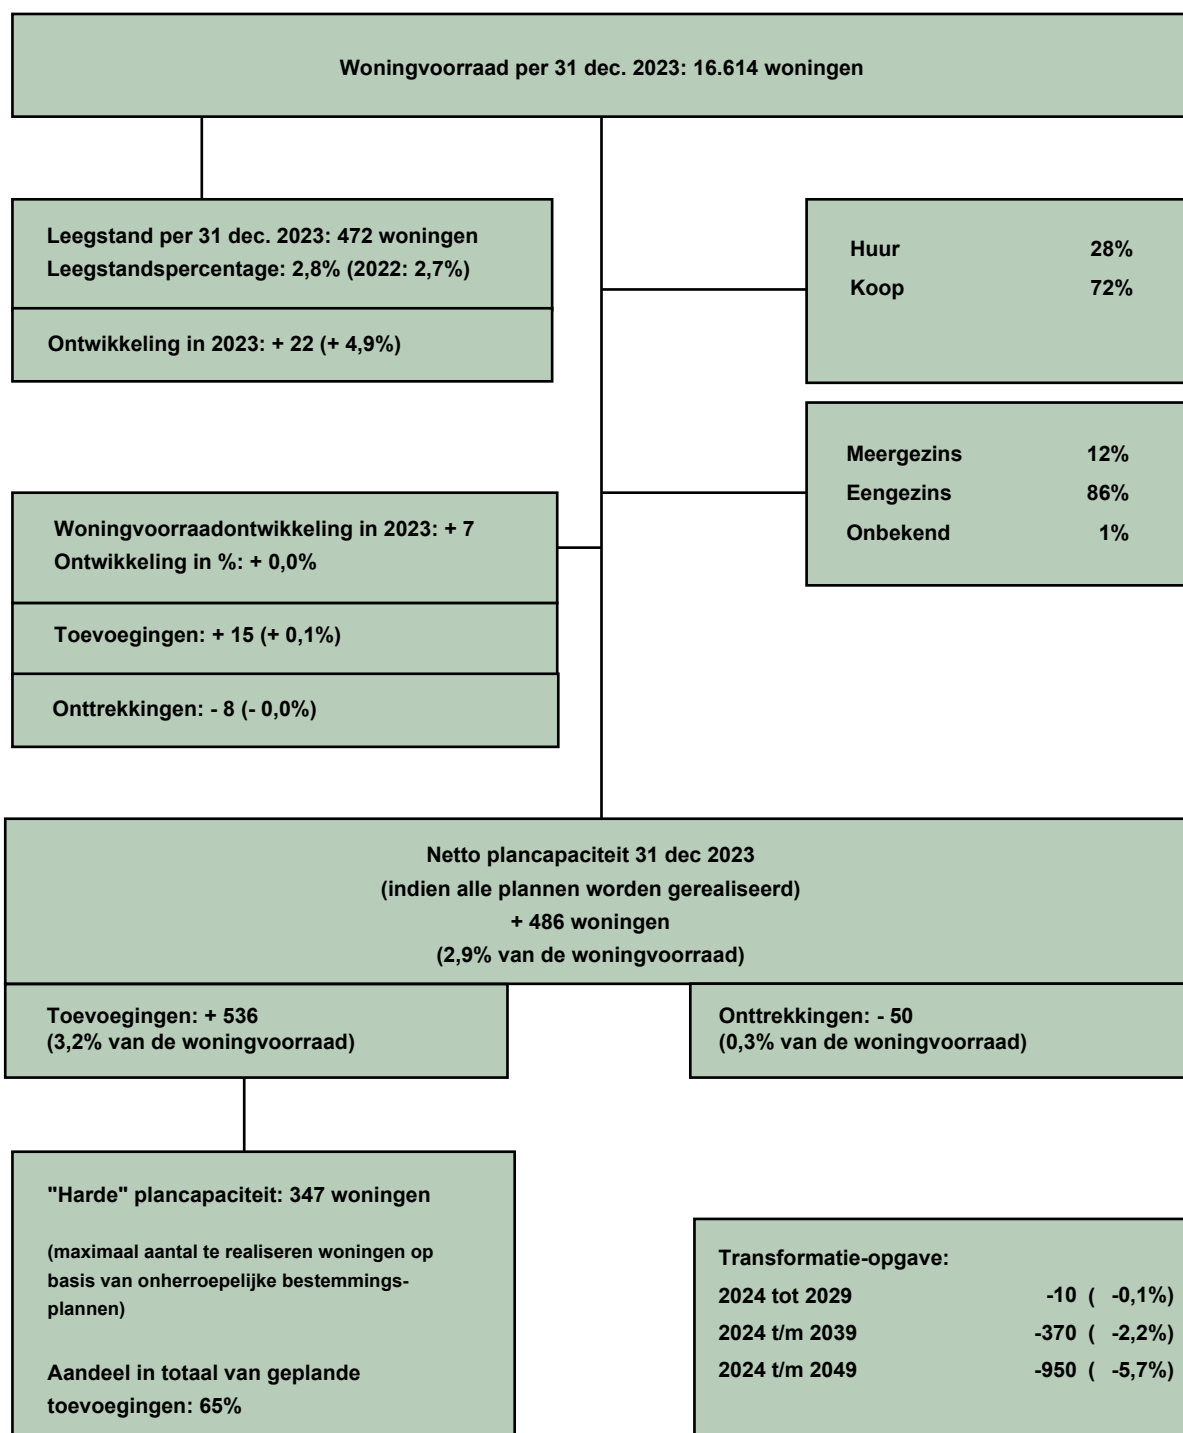 Woningvoorraad per 31 dec. 2023: 16.614 woningen
Leegstand per 31 dec. 2023: 472 woningen
Leegstandspercentage: 2,8% (2022: 2,7%)
Ontwikkeling in 2023: + 22 (+ 4,9%)
Huur 28%
Koop 72%
Meergezins 12%
Eengezins 86%
Onbekend 1%
Woningvoorraadontwikkeling in 2023: + 7
Ontwikkeling in %: + 0,0%
Toevoegingen: + 15 (+ 0,1%)
Onttrekkingen: - 8 (- 0,0%)
Netto plancapaciteit 31 dec 2023
(indien alle plannen worden gerealiseerd)
+ 486 woningen
(2,9% van de woningvoorraad)
Toevoegingen: + 536
(3,2% van de woningvoorraad)
Onttrekkingen: - 50
(0,3% van de woningvoorraad)
"Harde" plancapaciteit: 347 woningen
(maximaal aantal te realiseren woningen op
basis van onherroepelijke bestemmings-
plannen)
Aandeel in totaal van geplande
toevoegingen: 65%
Transformatie-opgave:
2024 tot 2029 -10 ( -0,1%)
2024 t/m 2039 -370 ( -2,2%)
2024 t/m 2049 -950 ( -5,7%)